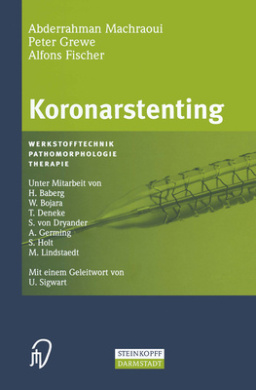 Abderrahman Machraoui
Peter Grewe
Alfons Fischer
Koronarstenting
WERKSTOFFTECHNIK
PATHOMORPHOLOGIE
THERAPIE
Unter Mitarbeit von
H. Baberg
W. Bojara
T. Deneke
S. von Dryander
A. Germing
S. Holt
M. Lindstaedt
Mit einem Geleitwort von
U. Sigwart
STEINKOPFF
DARMSTADT